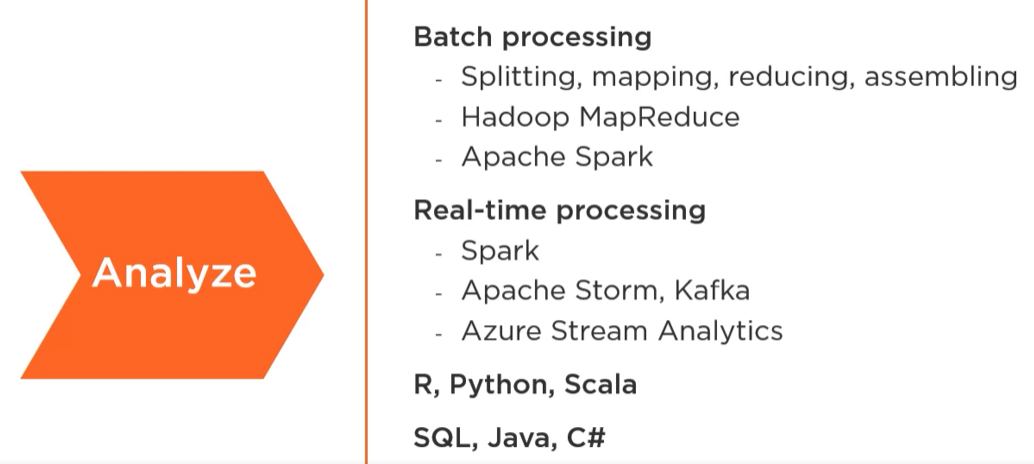 Analyze
Batch processing
- Splitting, mapping, reducing, assembling
- Hadoop MapReduce
- Apache Spark
Real-time processing
- Spark
- Apache Storm, Kafka
- Azure Stream Analytics
R, Python, Scala
SQL, Java, C#